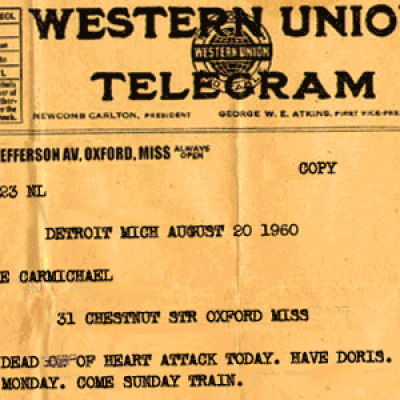 WESTERN UNIO
WESTERN UNION
TELEGRAM
NEWCOMB CARLTON, PRESIDENT GEORGE W. E. ATKINS, FIRST VICE-PRES
EFFERSON AV, OXFORD, MISS ALWAYS OPEN
COPY
23 NL
DETROIT MICH AUGUST 20 1960
E CARMICHAEL
31 CHESTNUT STR OXFORD MISS
DEAD OF HEART ATTACK TODAY. HAVE DORIS.
MONDAY. COME SUNDAY TRAIN.